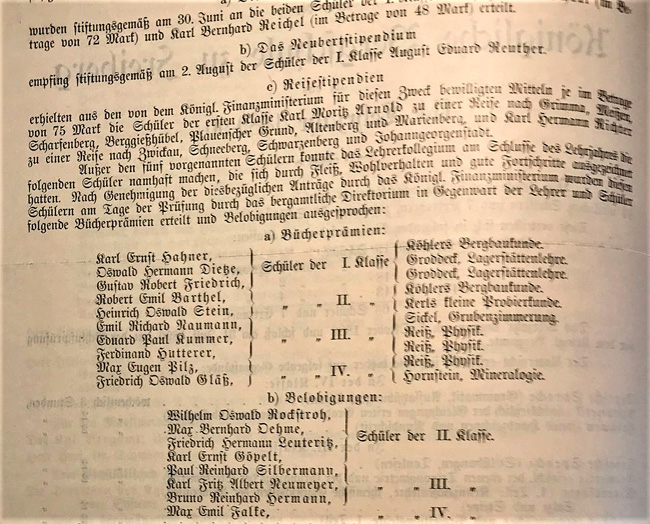 wurden stiftungsgemäß am 30. Juni an die beiden Schüler der I.
trage von 72 Mark) und Karl Bernhard Reichel (im Betrage von 48 Mark) erteilt.
b) Das Neubertstipendium
empfing stiftungsgemäß am 2. August der Schüler der I. Klasse August Eduard Reuther.
c) Reisestipendien
erhielten aus den von dem Königl. Finanzministerium für diesen Zweck bewilligten Mitteln je im Betrage
von 75 Mark die Schüler der ersten Klasse Karl Moritz Arnold zu einer Reise nach Grimma, Meißen,
Scharfenberg, Berggießhübel, Plauenscher Grund, Altenberg und Marienberg, und Karl Hermann Richter
zu einer Reise nach Zwickau, Schneeberg, Schwarzenberg und Johanngeorgenstadt.
Außer den fünf vorgenannten Schülern konnte das Lehrerkollegium am Schlusse des Lehrjahres die
folgenden Schüler namhaft machen, die sich durch Fleiß, Wohlverhalten und gute Fortschritte ausgezeichnet
hatten. Nach Genehmigung der diesbezüglichen Anträge durch das Königl. Finanzministerium wurden diesen
Schülern am Tage der Prüfung durch das bergamtliche Direktorium in Gegenwart der Lehrer und Schüler
folgende Bücherprämien erteilt und Belobigungen ausgesprochen:
a) Bücherprämien:
Karl Ernst Hahner, Köhlers Bergbaukunde.
Oswald Hermann Dietze, Schüler der I. Klasse Groddeck, Lagerstättenlehre.
Gustav Robert Friedrich, Groddeck, Lagerstättenlehre.
Robert Emil Barthel, Köhlers Bergbaukunde.
Heinrich Oswald Stein, „ „ II. „ Kerls kleine Probierkunde.
Emil Richard Naumann, Sickel, Grubenzimmerung.
Eduard Paul Kummer, „ „ III. „ Reiß, Physik.
Ferdinand Hutterer, Reiß, Physik.
Max Eugen Pilz, „ „ IV. „ Reiß, Physik.
Friedrich Oswald Gläß, Hornstein, Mineralogie.
b) Belobigungen:
Wilhelm Oswald Rockstroh,
Max Bernhard Oehme,
Friedrich Hermann Leuteritz, Schüler der II. Klasse.
Karl Ernst Göpelt,
Paul Reinhard Silbermann,
Karl Fritz Albert Neumeyer, „ „ III. „
Bruno Reinhard Hermann,
Max Emil Falke, „ „ IV. „